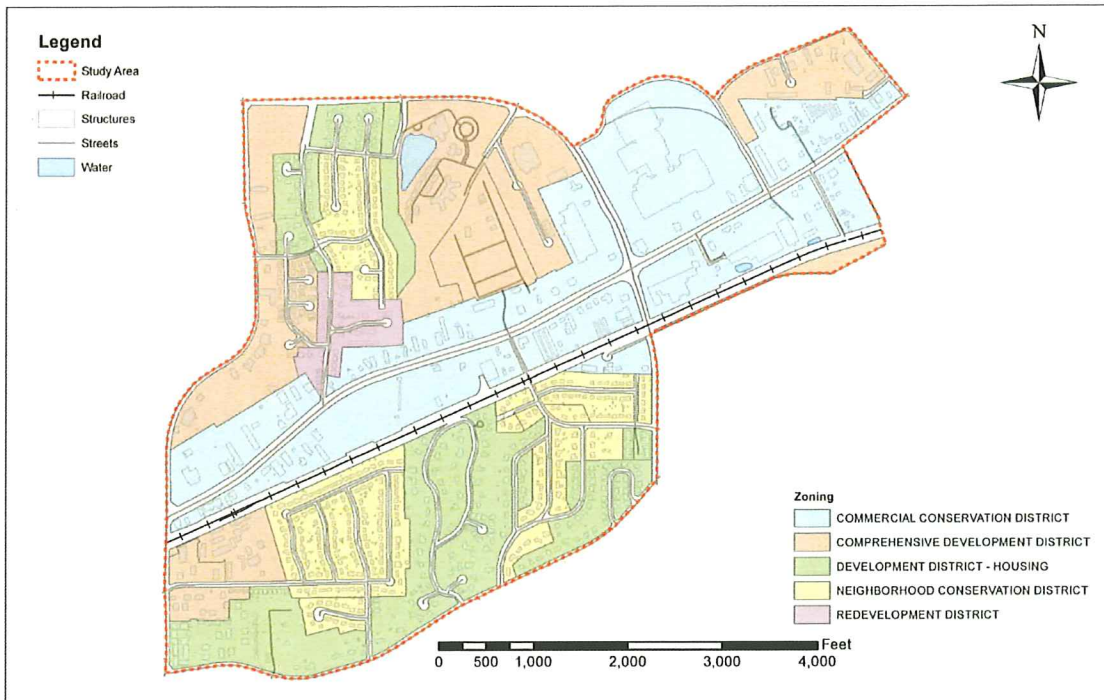 Legend
Study Area
Railroad
Structures
Streets
Water
N
Zoning
COMMERCIAL CONSERVATION DISTRICT
COMPREHENSIVE DEVELOPMENT DISTRICT
DEVELOPMENT DISTRICT - HOUSING
NEIGHBORHOOD CONSERVATION DISTRICT
REDEVELOPMENT DISTRICT
Feet
0 500 1,000 2,000 3,000 4,000